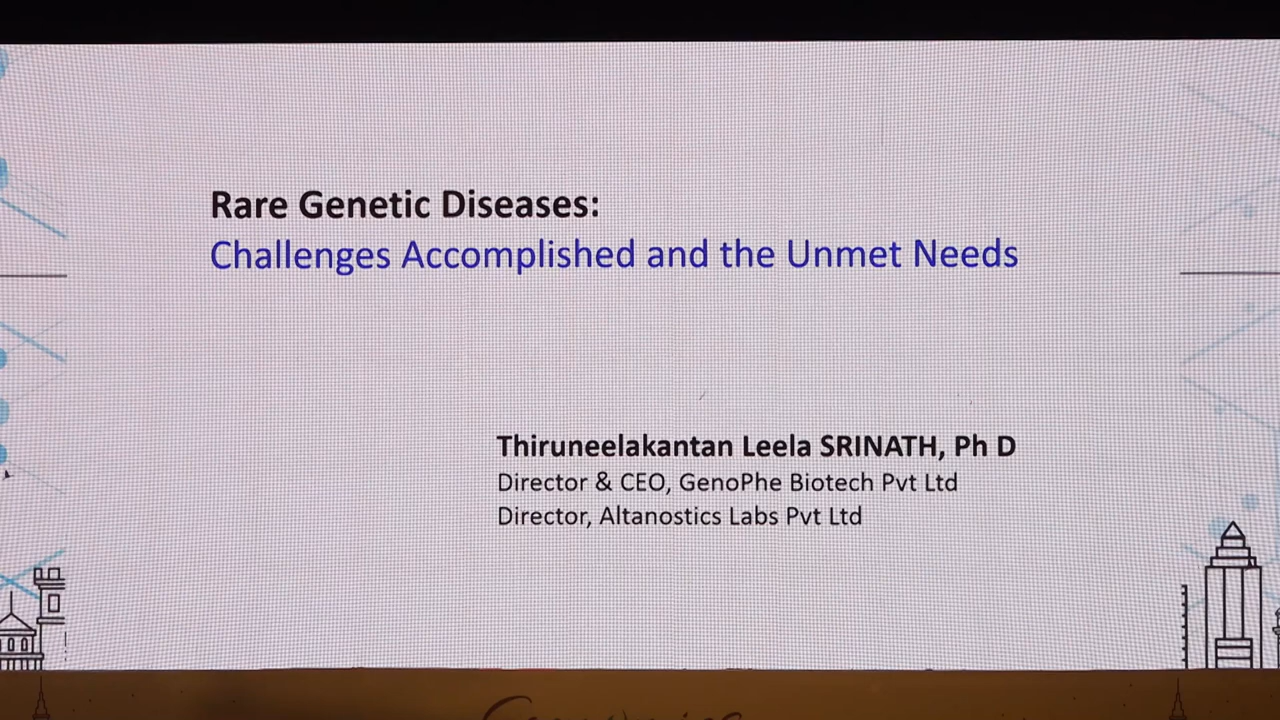 Rare Genetic Diseases:
Challenges Accomplished and the Unmet Needs
Thiruneelakantan Leela SRINATH, Ph D
Director & CEO, GenoPhe Biotech Pvt Ltd
Director, Altanostics Labs Pvt Ltd